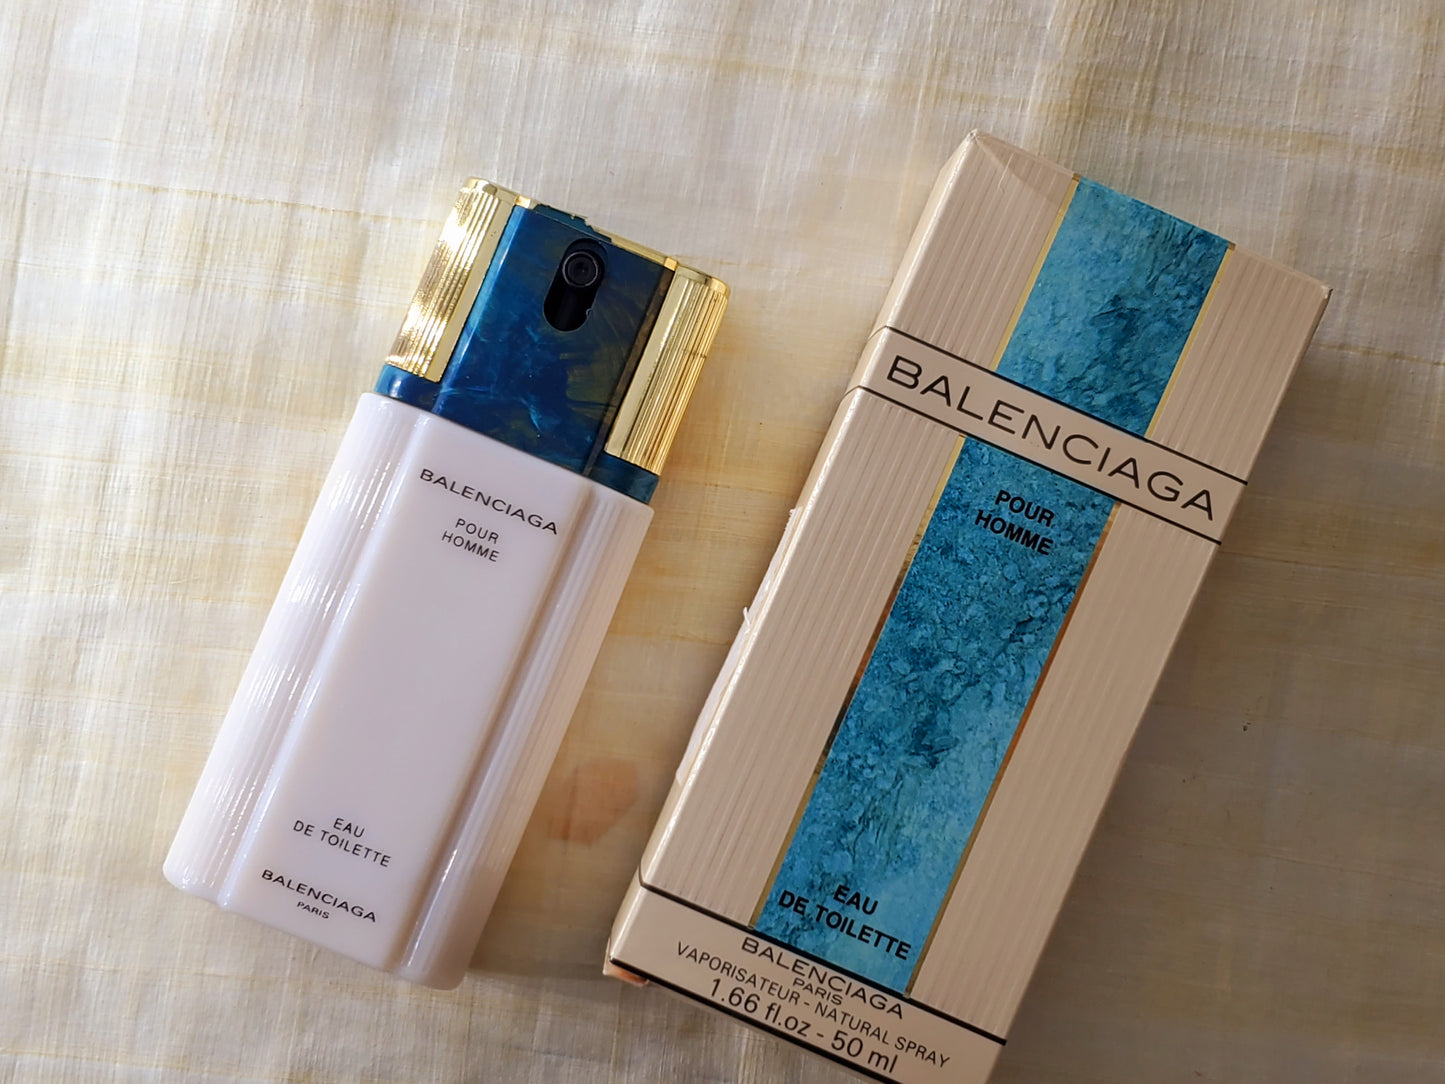 BALENCIAGA
POUR
HOMME
EAU
DE TOILETTE
BALENCIAGA
PARIS
BALENCIAGA
POUR
HOMME
EAU
DE TOILETTE
BALENCIAGA
PARIS
VAPORISATEUR - NATURAL SPRAY
1.66 fl.oz - 50 ml